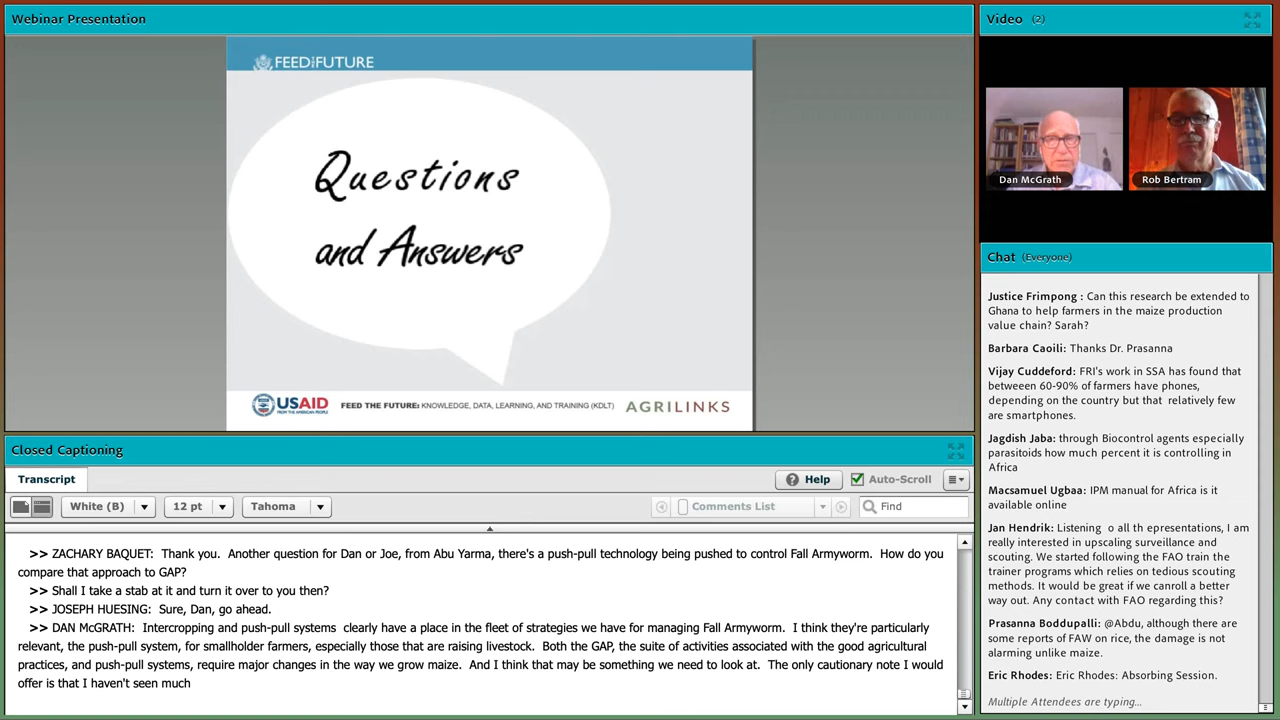 Webinar Presentation
FEED THE FUTURE
Questions
and Answers
USAID
FROM THE AMERICAN PEOPLE
FEED THE FUTURE: KNOWLEDGE, DATA, LEARNING, AND TRAINING (KDLT)
AGRILINKS
Video (2)
Dan McGrath
Rob Bertram
Chat (Everyone)
Justice Frimpong : Can this research be extended to
Ghana to help farmers in the maize production
value chain? Sarah?
Barbara Caoili: Thanks Dr. Prasanna
Vijay Cuddeford: FRI's work in SSA has found that
betweeen 60-90% of farmers have phones,
depending on the country but that relatively few
are smartphones.
Jagdish Jaba: through Biocontrol agents especially
parasitoids how much percent it is controlling in
Africa
Macsamuel Ugbaa: IPM manual for Africa is it
available online
Jan Hendrik: Listening o all th epresentations, I am
really interested in upscaling surveillance and
scouting. We started following the FAO train the
trainer programs which relies on tedious scouting
methods. It would be great if we canroll a better
way out. Any contact with FAO regarding this?
Prasanna Boddupalli: @Abdu, although there are
some reports of FAW on rice, the damage is not
alarming unlike maize.
Eric Rhodes: Eric Rhodes: Absorbing Session.
Multiple Attendees are typing...
Closed Captioning
Transcript
Help
Auto-Scroll
White (B)
12 pt
Tahoma
Comments List
Find
>> ZACHARY BAQUET: Thank you. Another question for Dan or Joe, from Abu Yarma, there's a push-pull technology being pushed to control Fall Armyworm. How do you
compare that approach to GAP?
>> Shall I take a stab at it and turn it over to you then?
>> JOSEPH HUESING: Sure, Dan, go ahead.
>> DAN McGRATH: Intercropping and push-pull systems clearly have a place in the fleet of strategies we have for managing Fall Armyworm. I think they're particularly
relevant, the push-pull system, for smallholder farmers, especially those that are raising livestock. Both the GAP, the suite of activities associated with the good agricultural
practices, and push-pull systems, require major changes in the way we grow maize. And I think that may be something we need to look at. The only cautionary note I would
offer is that I haven't seen much